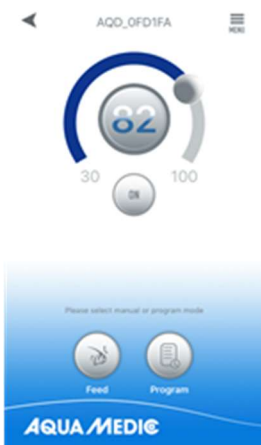 AQD_0FD1FA
MENU
82
30 100
ON
Please select manual or program mode
Feed Program
AQUA MEDIC